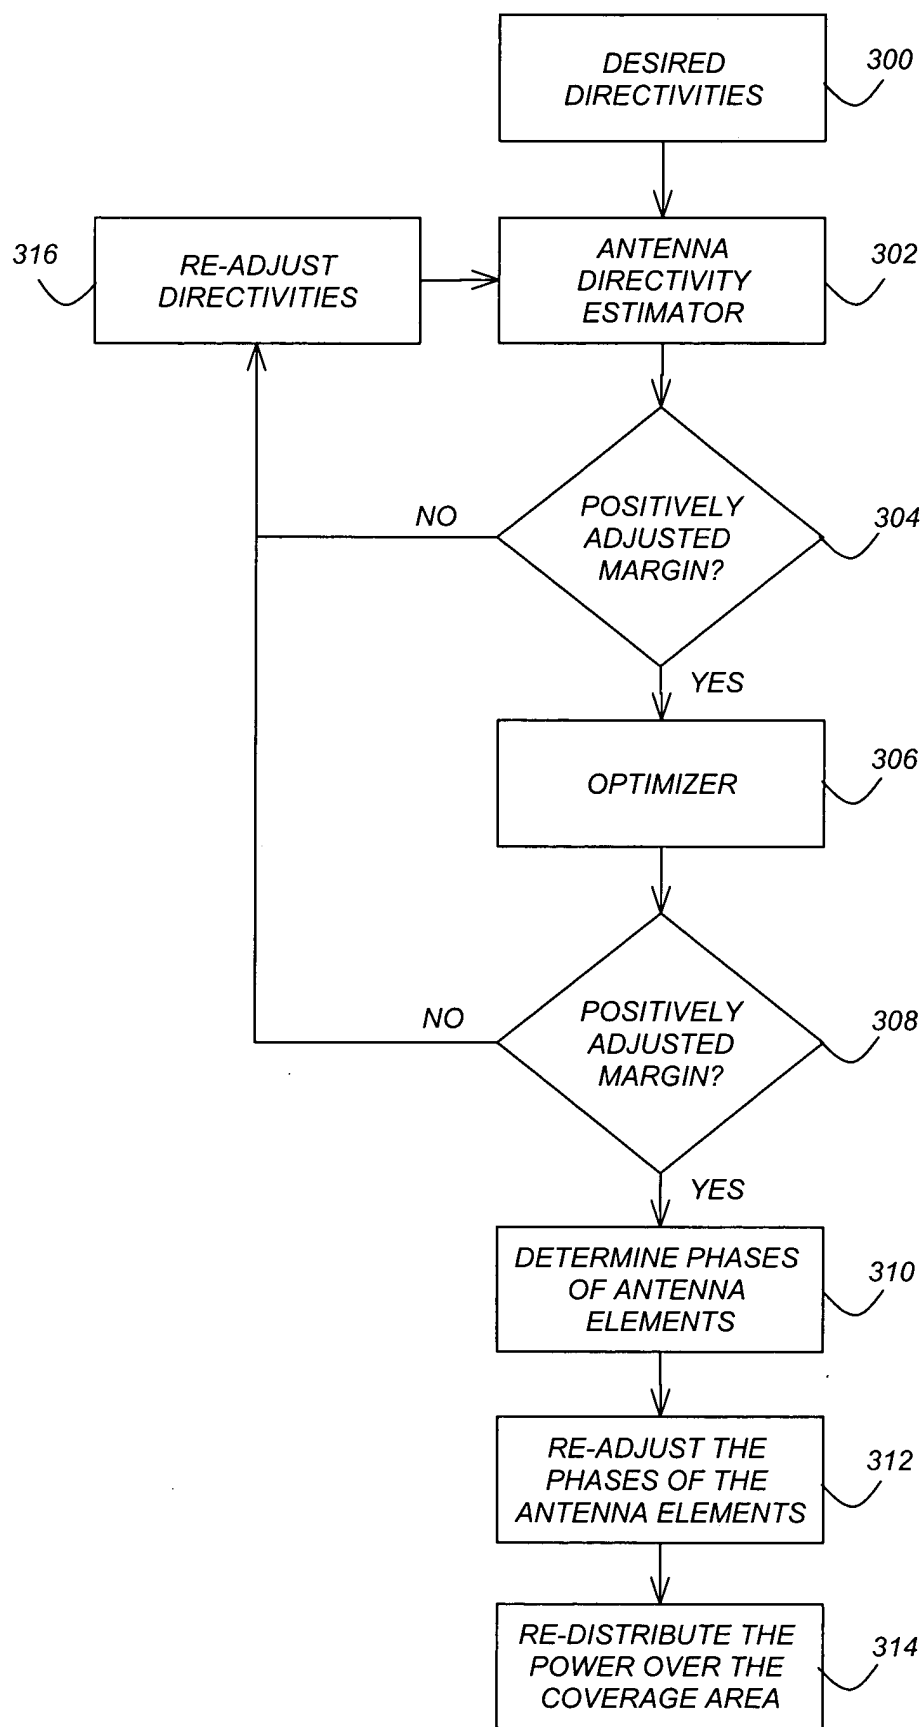 DESIRED
DIRECTIVITIES
300
316
RE-ADJUST
DIRECTIVITIES
ANTENNA
DIRECTIVITY
ESTIMATOR
302
NO
POSITIVELY
ADJUSTED
MARGIN?
304
YES
OPTIMIZER
306
NO
POSITIVELY
ADJUSTED
MARGIN?
308
YES
DETERMINE PHASES
OF ANTENNA
ELEMENTS
310
RE-ADJUST THE
PHASES OF THE
ANTENNA ELEMENTS
312
RE-DISTRIBUTE THE
POWER OVER THE
COVERAGE AREA
314